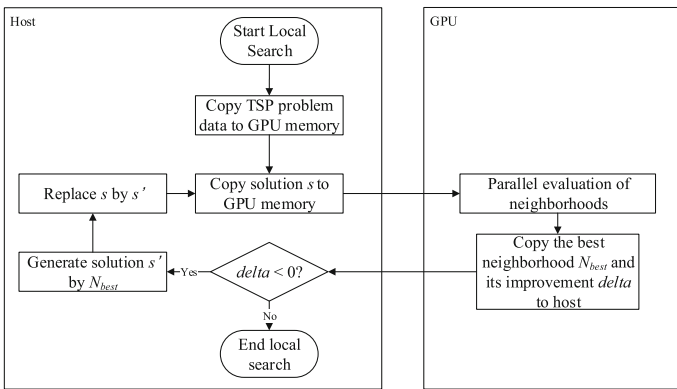 Host
Start Local
Search
Copy TSP problem
data to GPU memory
Replace s by s′
Copy solution s to
GPU memory
Generate solution s′
by N_best
Yes
delta < 0?
No
End local
search
GPU
Parallel evaluation of
neighborhoods
Copy the best
neighborhood N_best and
its improvement delta
to host